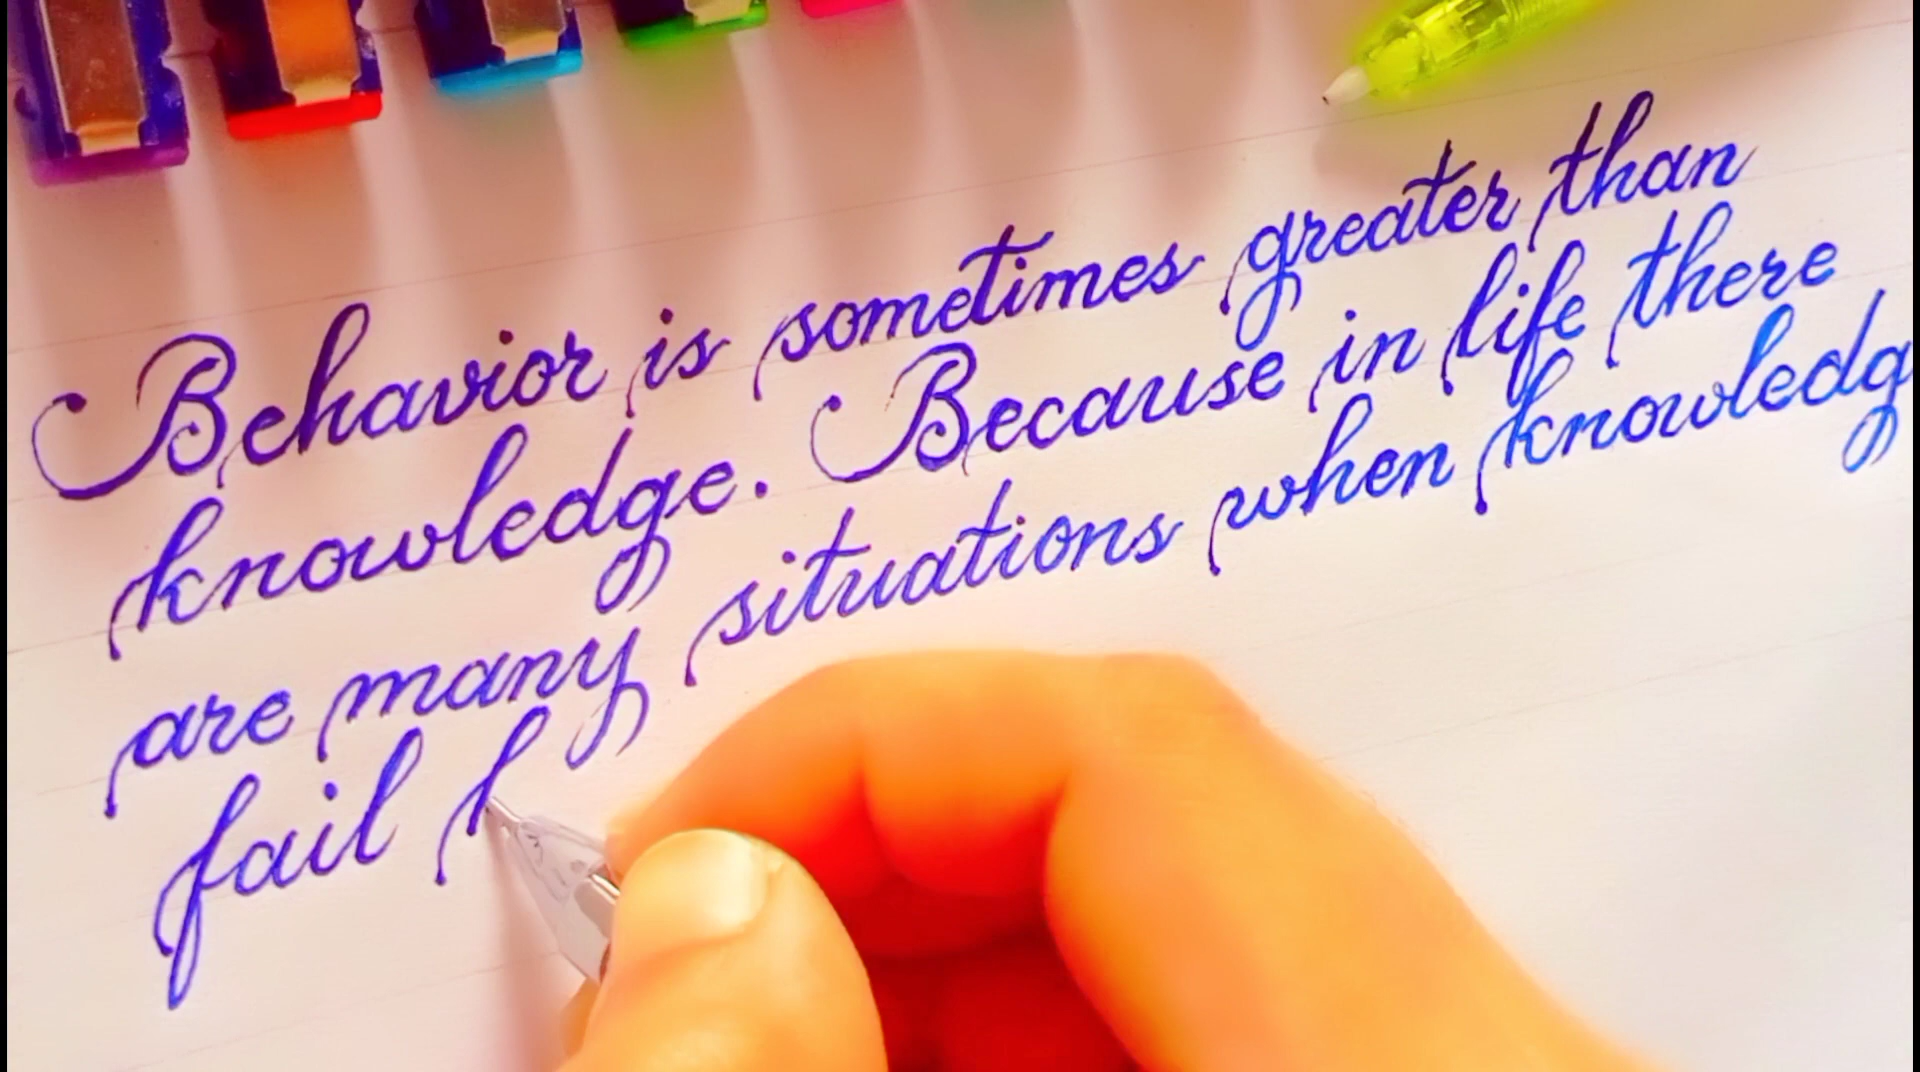 Behavior is sometimes greater than
knowledge. Because in life there
are many situations when knowledg
fail